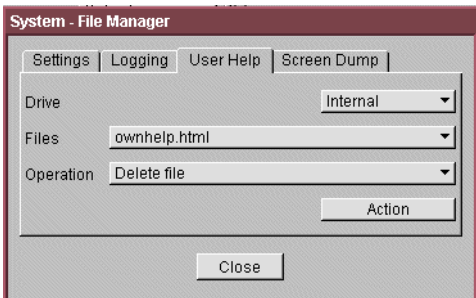 System - File Manager
Settings Logging User Help Screen Dump
Drive Internal
Files ownhelp.html
Operation Delete file
Action
Close